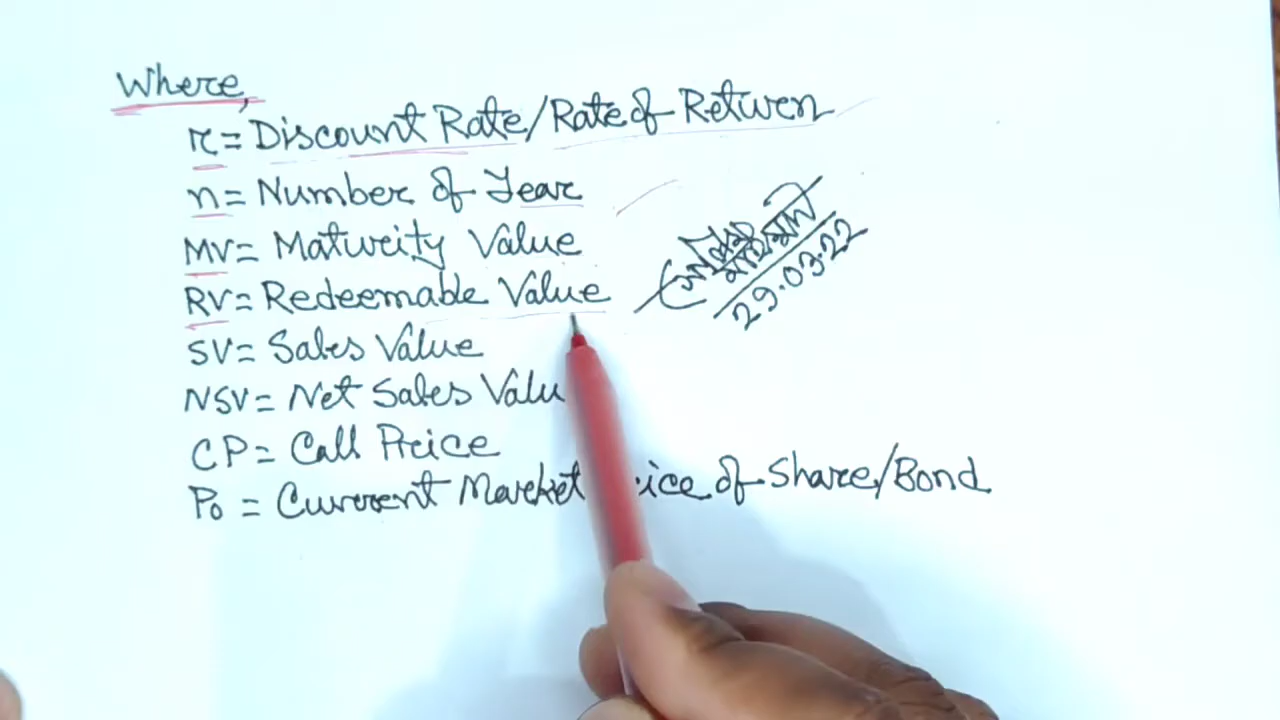 Where,
r = Discount Rate/Rate of Return
n = Number of Year
MV = Maturity Value
RV = Redeemable Value
SV = Sales Value
NSV = Net Sales Valu
CP = Call Price
P₀ = Current Market ice of Share/Bond
29.03.22